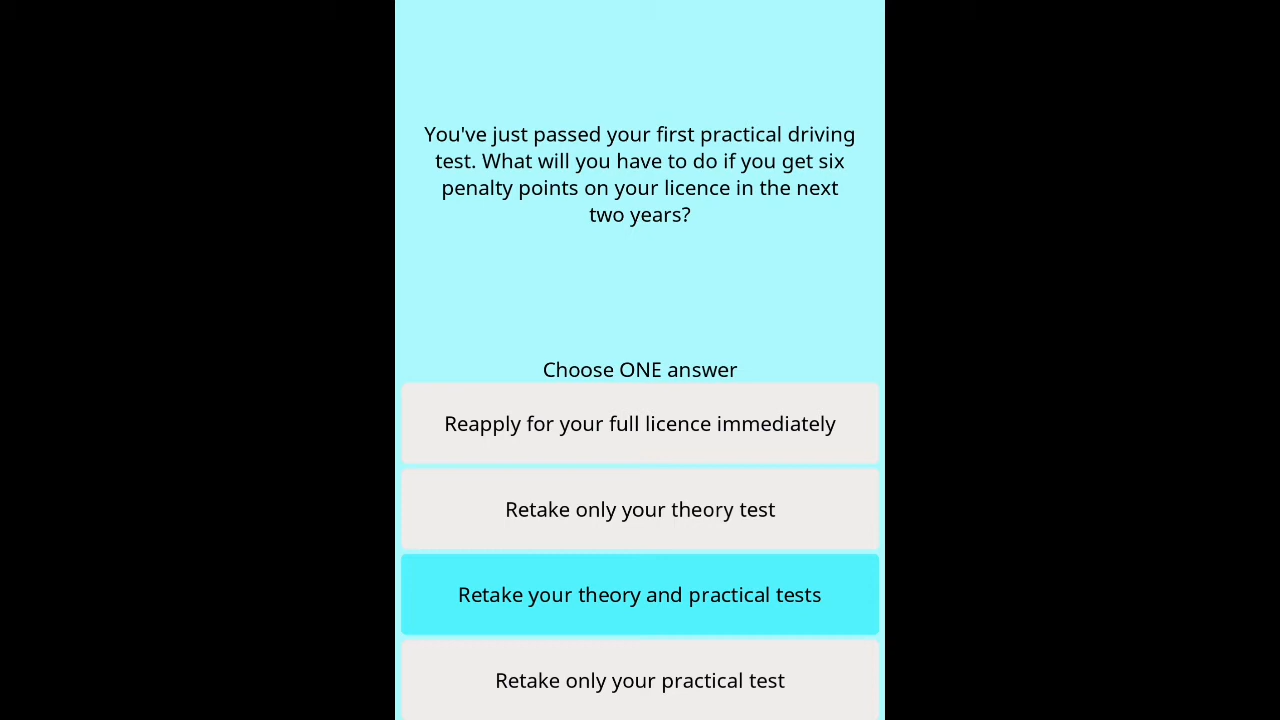 You've just passed your first practical driving
test. What will you have to do if you get six
penalty points on your licence in the next
two years?
Choose ONE answer
Reapply for your full licence immediately
Retake only your theory test
Retake your theory and practical tests
Retake only your practical test